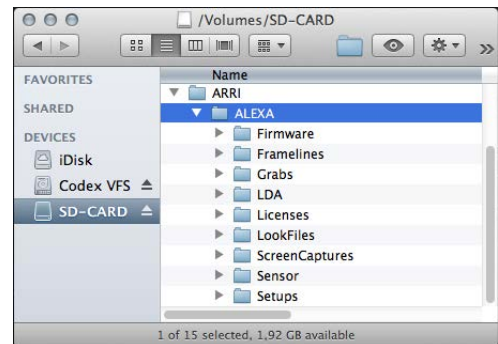 /Volumes/SD-CARD
FAVORITES
SHARED
DEVICES
iDisk
Codex VFS
SD-CARD
Name
ARRI
ALEXA
Firmware
Framelines
Grabs
LDA
Licenses
LookFiles
ScreenCaptures
Sensor
Setups
1 of 15 selected, 1,92 GB available